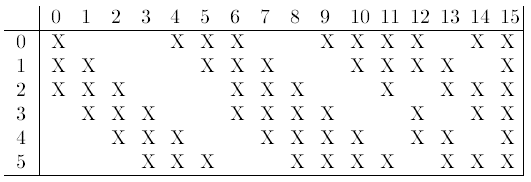 0 1 2 3 4 5 6 7 8 9 10 11 12 13 14 15
0 X X X X X X X X X X
1 X X X X X X X X X X
2 X X X X X X X X X X
3 X X X X X X X X X X
4 X X X X X X X X X X
5 X X X X X X X X X X